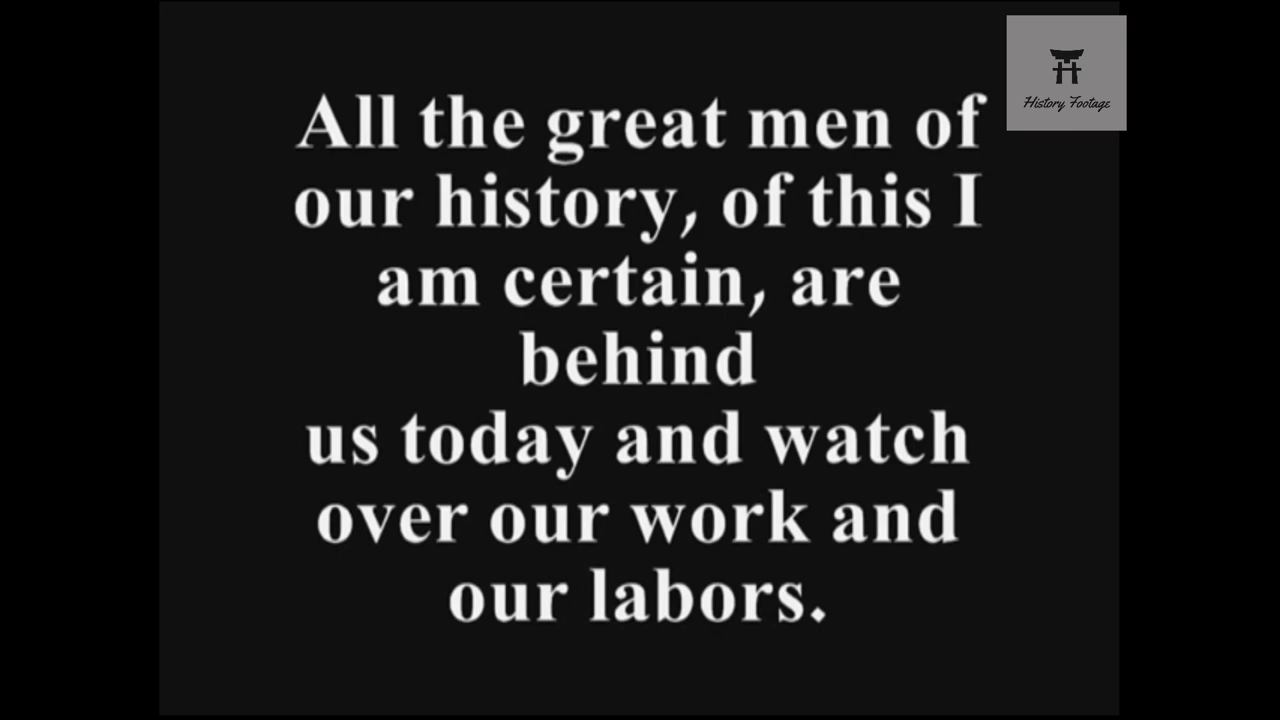 All the great men of
our history, of this I
am certain, are
behind
us today and watch
over our work and
our labors.
History Footage